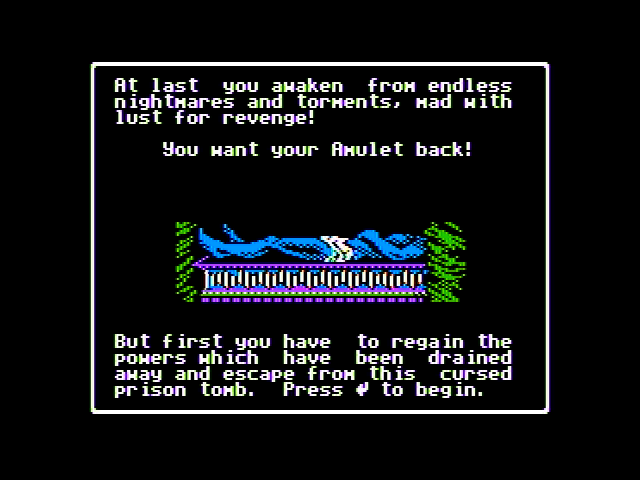 At last  you awaken  from endless
nightmares and torments, mad with
lust for revenge!
You want your Amulet back!
But first you have  to regain the
powers which  have  been  drained
away and escape from this  cursed
prison tomb.  Press ↲ to begin.